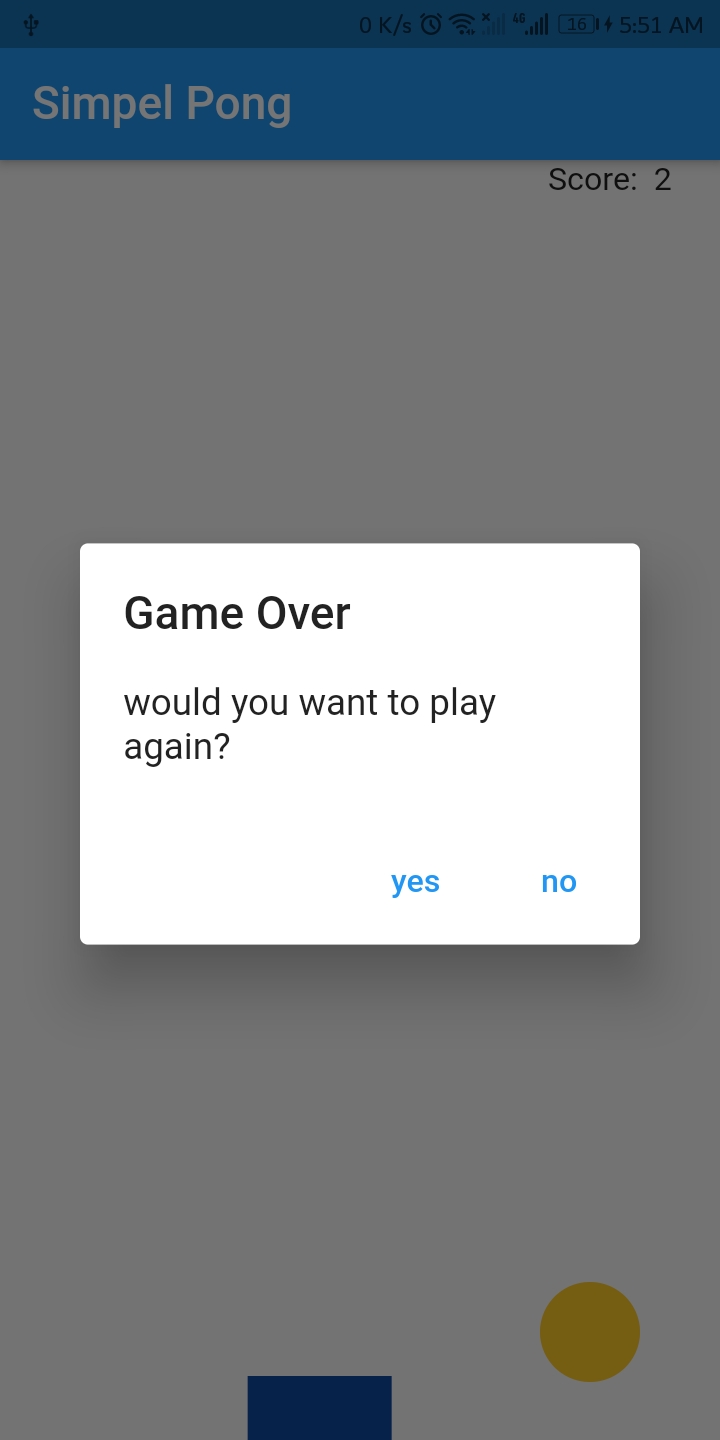 0 K/s 46 16 5:51 AM
Simpel Pong
Score: 2
Game Over
would you want to play
again?
yes no